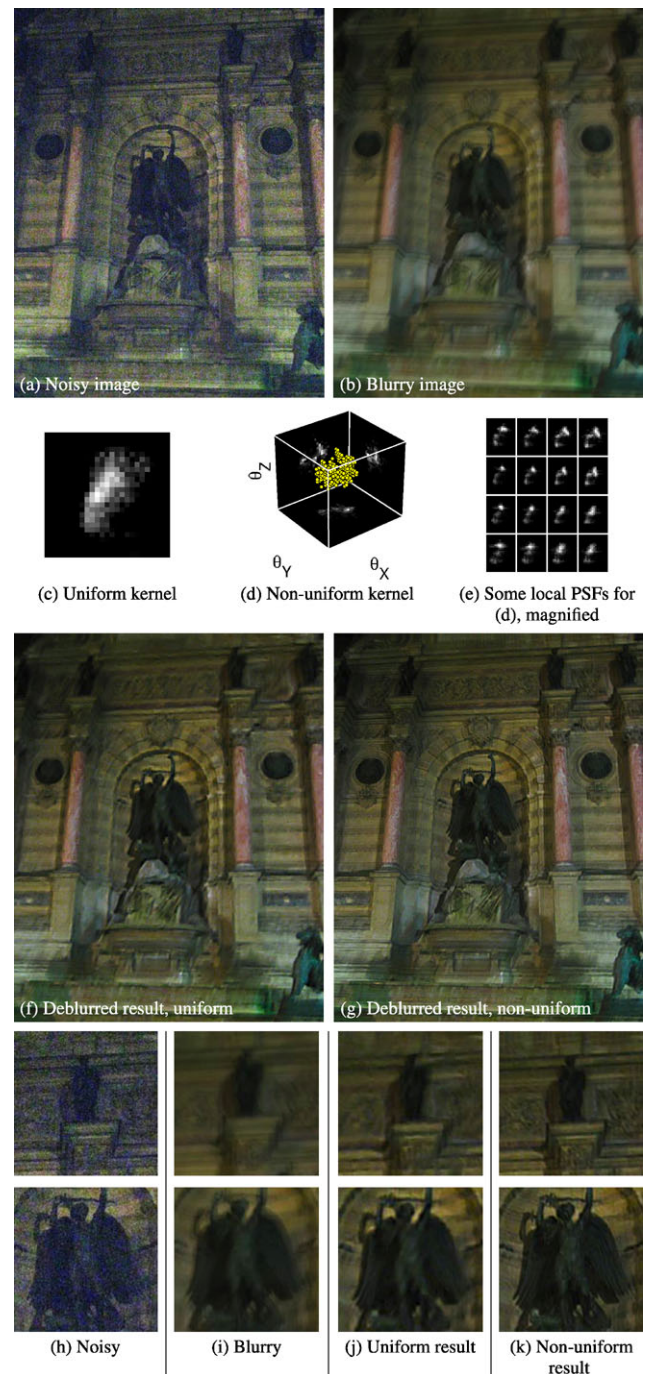 (a) Noisy image
(b) Blurry image
θZ
θY
θX
(c) Uniform kernel
(d) Non-uniform kernel
(e) Some local PSFs for
(d), magnified
(f) Deblurred result, uniform
(g) Deblurred result, non-uniform
(h) Noisy
(i) Blurry
(j) Uniform result
(k) Non-uniform
result